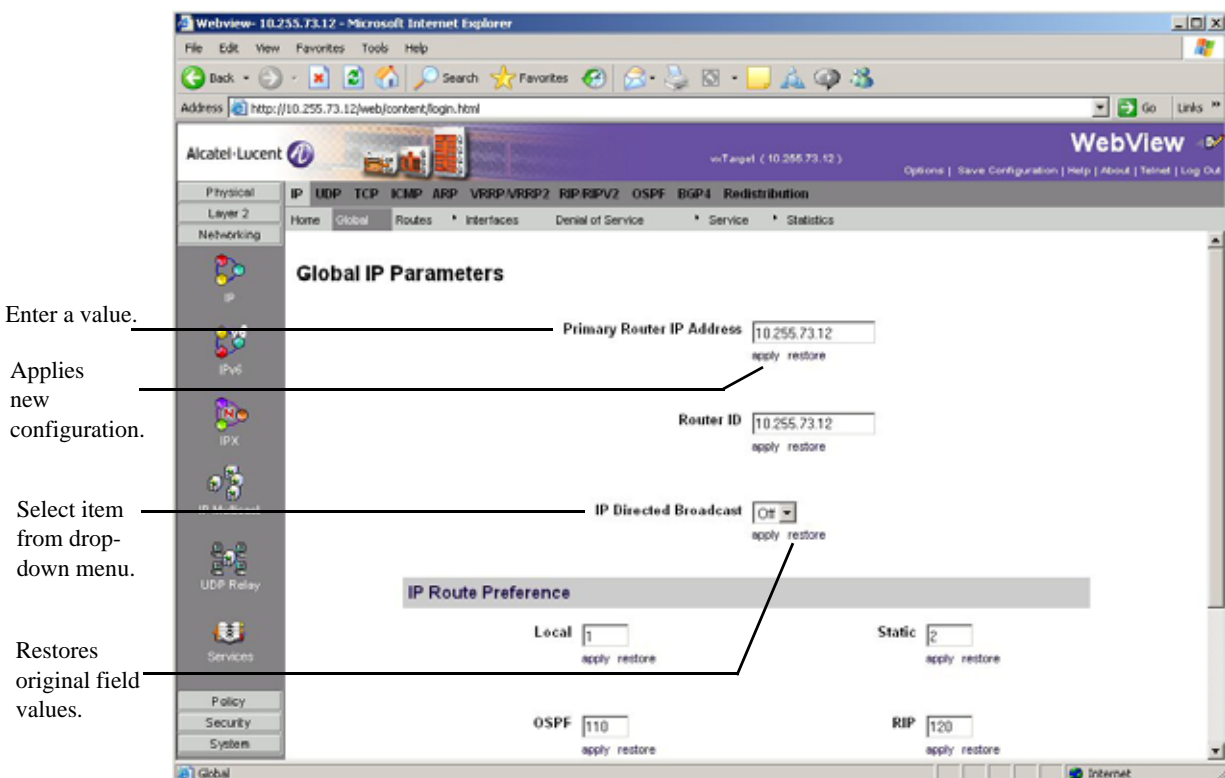 Webview- 10.255.73.12 - Microsoft Internet Explorer
File Edit View Favorites Tools Help
Back Search Favorites
Address http://10.255.73.12/web/content/login.html Go Links »
Alcatel·Lucent
vxTarget ( 10.255.73.12 )
WebView
Options | Save Configuration | Help | About | Telnet | Log Out
Physical
Layer 2
Networking
IP UDP TCP ICMP ARP VRRP/VRRP2 RIP/RIPV2 OSPF BGP4 Redistribution
Home Global Routes Interfaces Denial of Service Service Statistics
IP
IPv6
IPX
IP Multicast
UDP Relay
Services
Policy
Security
System
Global IP Parameters
Enter a value.
Primary Router IP Address 10.255.73.12
apply restore
Applies
new
configuration.
Router ID 10.255.73.12
apply restore
Select item
from drop-
down menu.
IP Directed Broadcast Off
apply restore
IP Route Preference
Local 1
apply restore
Static 2
apply restore
Restores
original field
values.
OSPF 110
apply restore
RIP 120
apply restore
Global
Internet